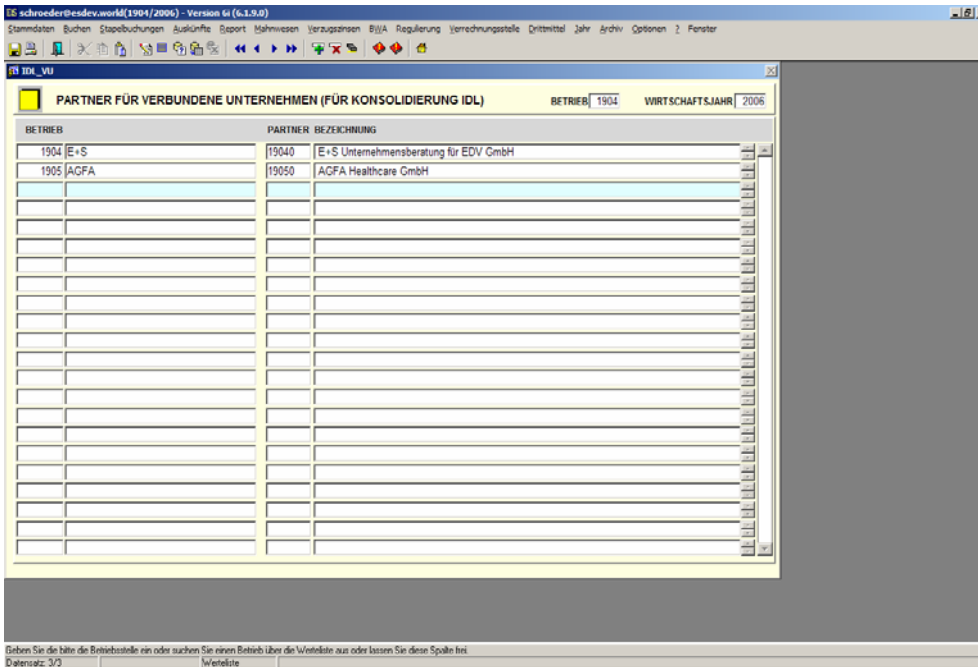 schroeder@esdev.world(1904/2006) - Version 6i (6.1.9.0)
Stammdaten Buchen Stapelbuchungen Auskünfte Report Mahnwesen Verzugszinsen BWA Regulierung Verrechnungsstelle Drittmittel Jahr Archiv Optionen ? Fenster
IDL_VU
PARTNER FÜR VERBUNDENE UNTERNEHMEN (FÜR KONSOLIDIERUNG IDL) BETRIEB 1904 WIRTSCHAFTSJAHR 2006
BETRIEB PARTNER BEZEICHNUNG
1904 E+S 19040 E+S Unternehmensberatung für EDV GmbH
1905 AGFA 19050 AGFA Healthcare GmbH
Geben Sie die bitte die Betriebsstelle ein oder suchen Sie einen Betrieb über die Werteliste aus oder lassen Sie diese Spalte frei.
Datensatz: 3/3 Werteliste